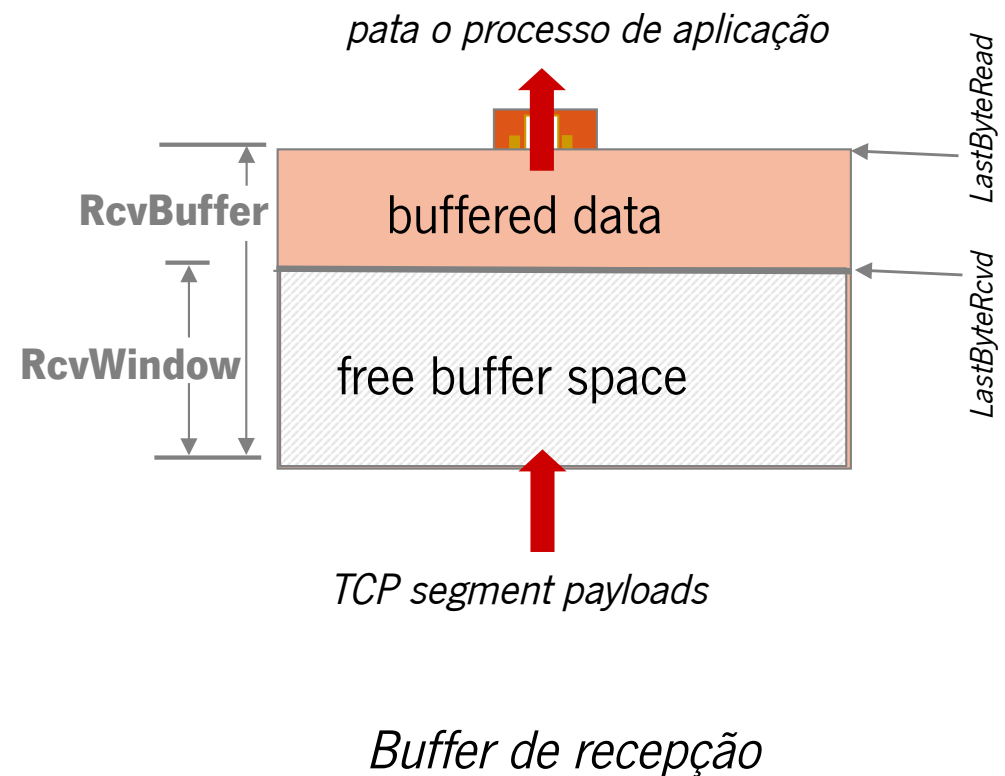 pata o processo de aplicação
LastByteRead
RcvBuffer
buffered data
LastByteRcvd
RcvWindow
free buffer space
TCP segment payloads
Buffer de recepção